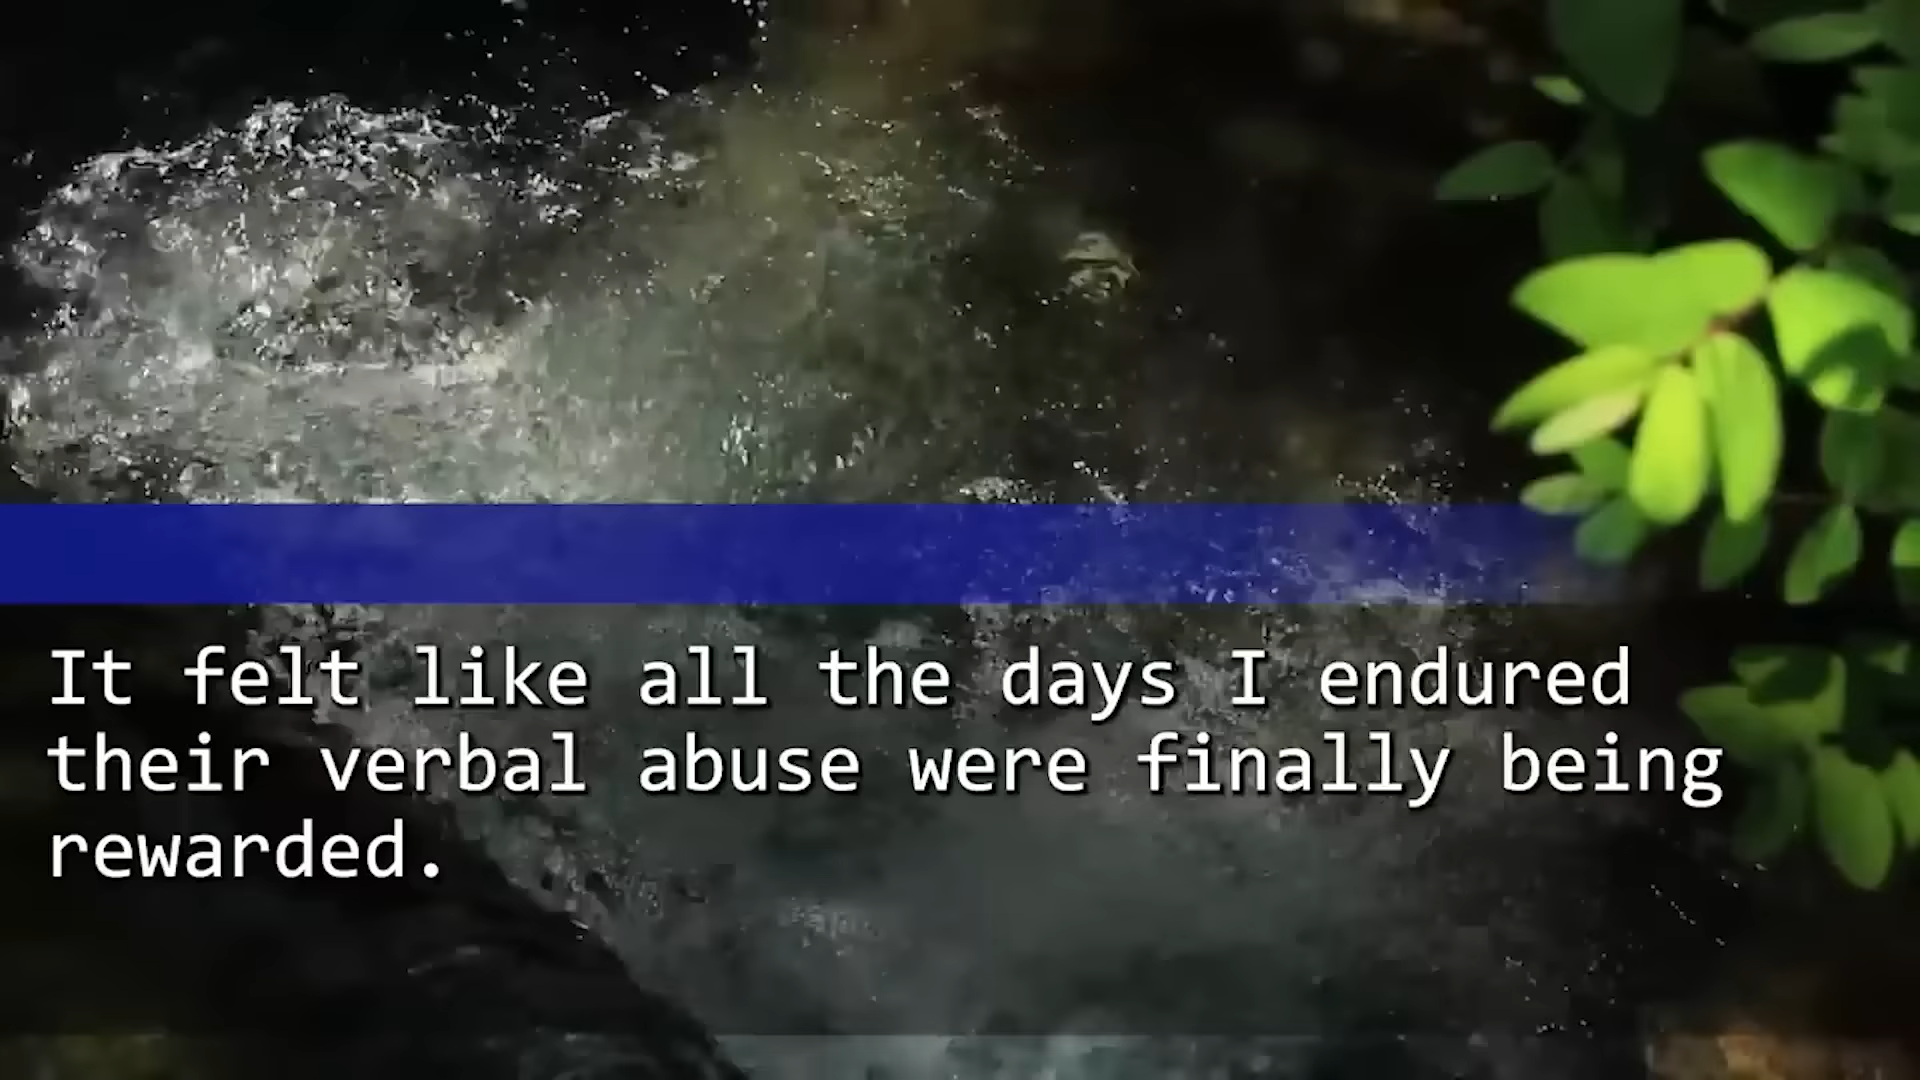 It felt like all the days I endured
their verbal abuse were finally being
rewarded.